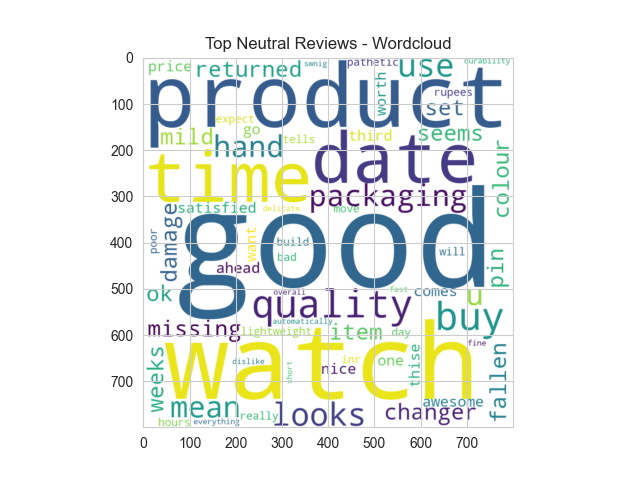 Top Neutral Reviews - Wordcloud
0
price
returned
swnig
pathetic
use
durability
product
worth
rupees
100
set
expect
mild
go
hand
tells
third
seems
200
date
time
packaging
colour
300
satisfied
delicate
move
good
damage
poor
want
build
bad
will
400
ahead
pin
500
ok
overall
fast
comes
u
quality
buy
missing
automatically
lightweight
item
day
600
watch
fine
weeks
dislike
short
nice
inr
one
thise
fallen
700
mean
really
looks
awesome
changer
hours
everything
0 100 200 300 400 500 600 700